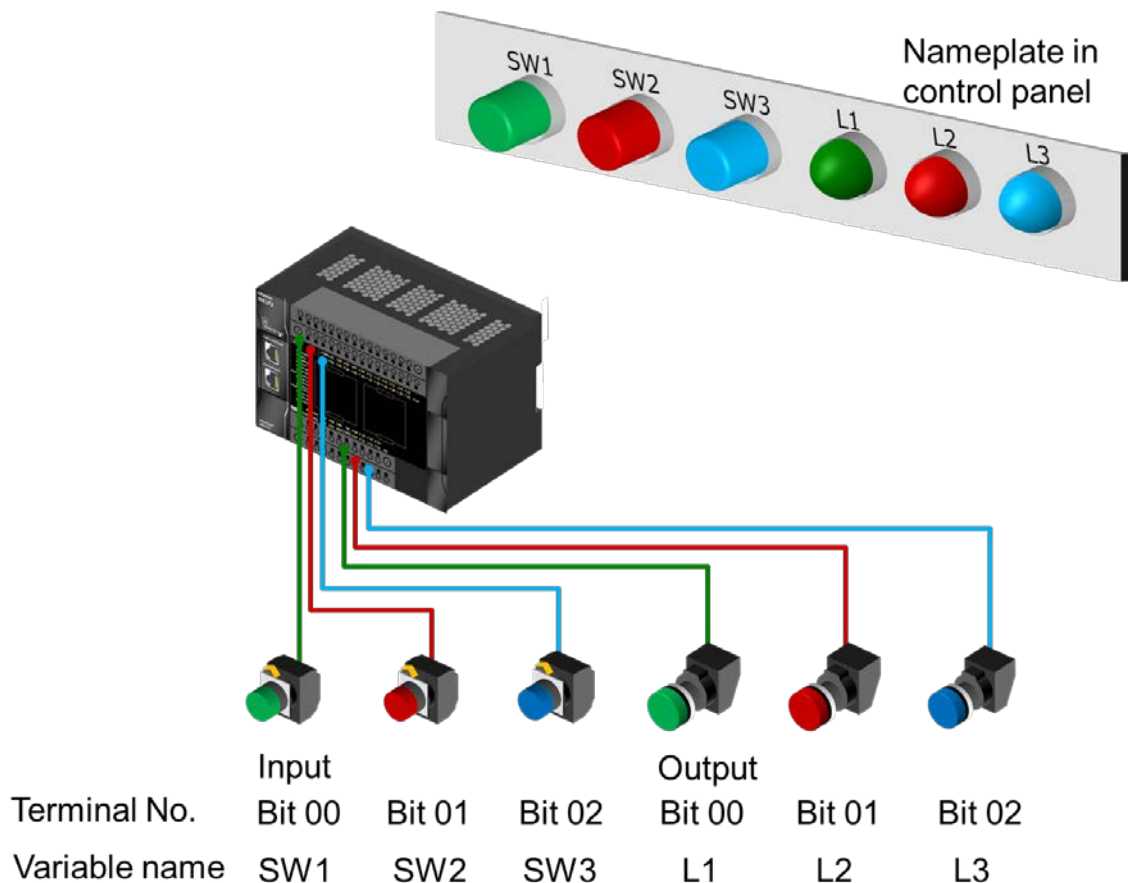 Nameplate in
control panel
SW1
SW2
SW3
L1
L2
L3
Input
Output
Terminal No. Bit 00 Bit 01 Bit 02 Bit 00 Bit 01 Bit 02
Variable name SW1 SW2 SW3 L1 L2 L3